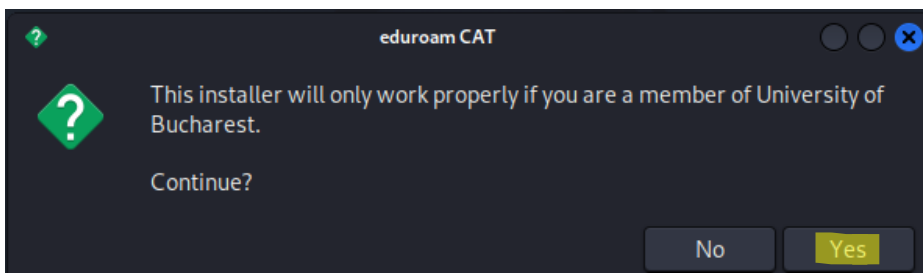 eduroam CAT
This installer will only work properly if you are a member of University of
Bucharest.
Continue?
No
Yes